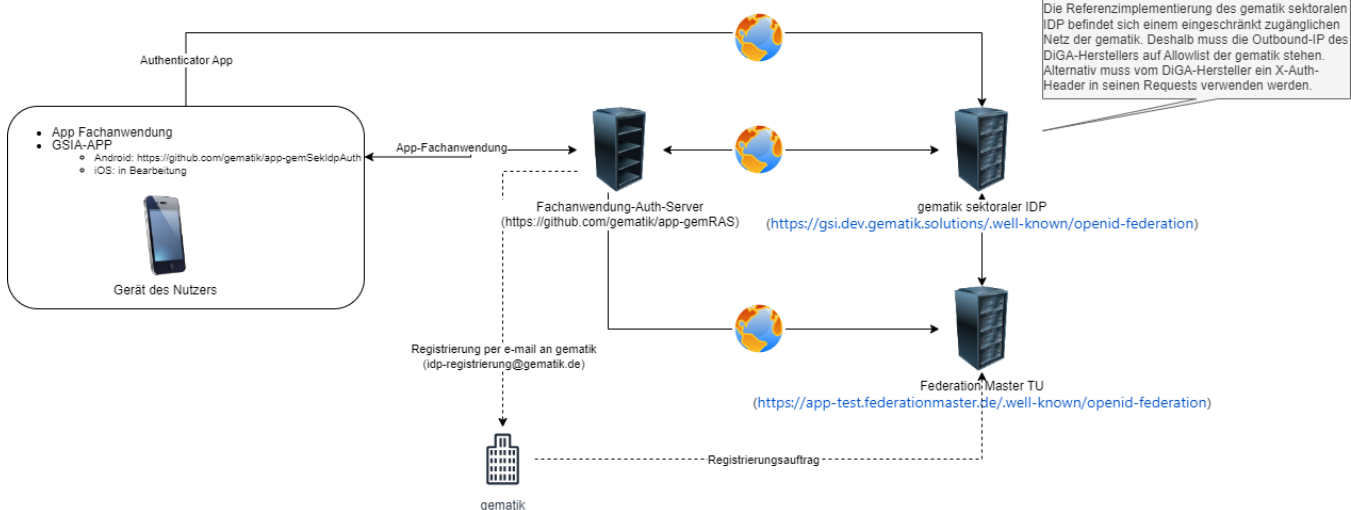 Die Referenzimplementierung des gematik sektoralen
IDP befindet sich einem eingeschränkt zugänglichen
Netz der gematik. Deshalb muss die Outbound-IP des
DiGA-Herstellers auf Allowlist der gematik stehen.
Alternativ muss vom DiGA-Hersteller ein X-Auth-
Header in seinen Requests verwenden werden.
Authenticator App
App Fachanwendung
GSIA-APP
Android: https://github.com/gematik/app-gemSekIdpAuth
iOS: in Bearbeitung
Gerät des Nutzers
App-Fachanwendung
Fachanwendung-Auth-Server
(https://github.com/gematik/app-gemRAS)
gematik sektoraler IDP
(https://gsi.dev.gematik.solutions/.well-known/openid-federation)
Registrierung per e-mail an gematik
(idp-registrierung@gematik.de)
Federation Master TU
(https://app-test.federationmaster.de/.well-known/openid-federation)
Registrierungsauftrag
gematik